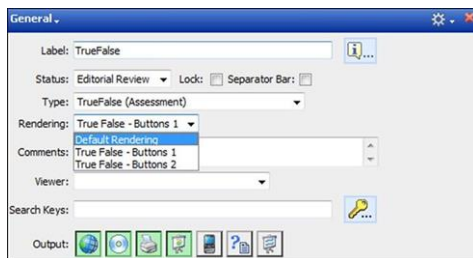 General
Label: TrueFalse
Status: Editorial Review Lock: Separator Bar:
Type: TrueFalse (Assessment)
Rendering: True False - Buttons 1
Default Rendering
Comments: True False - Buttons 1
True False - Buttons 2
Viewer:
Search Keys:
Output: